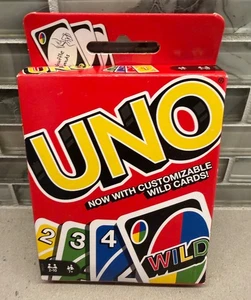 UNO
NOW WITH CUSTOMIZABLE
WILD CARDS!
2
3
4
WILD